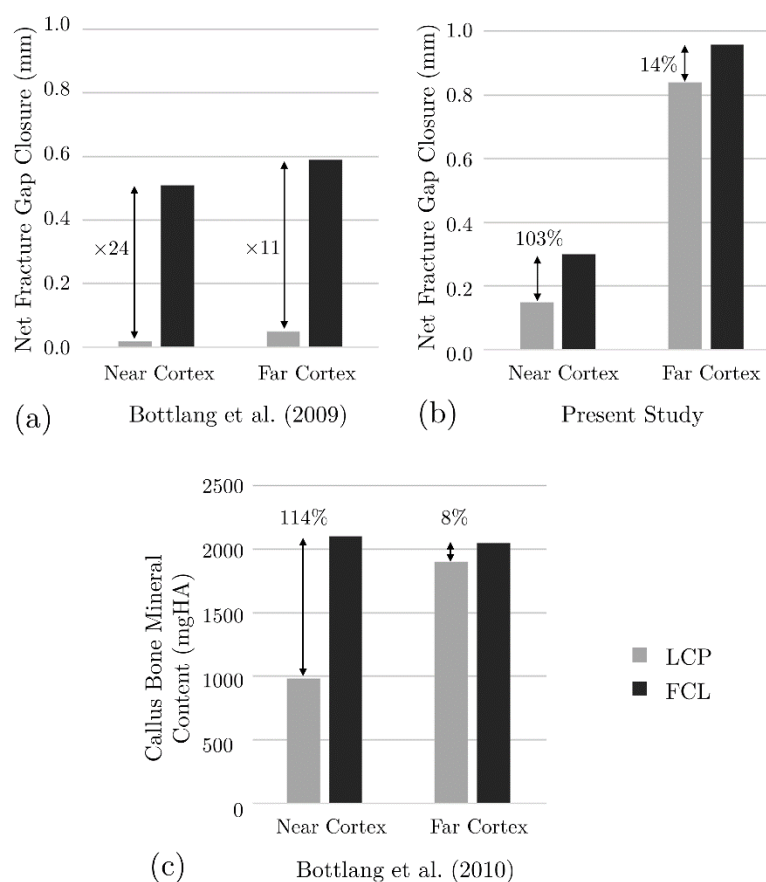 Net Fracture Gap Closure (mm)
1.0
0.8
0.6
0.4
0.2
0.0
×24
×11
Near Cortex
Far Cortex
(a)
Bottlang et al. (2009)
Net Fracture Gap Closure (mm)
1.0
0.8
0.6
0.4
0.2
0.0
103%
14%
Near Cortex
Far Cortex
(b)
Present Study
Callus Bone Mineral
Content (mgHA)
2500
2000
1500
1000
500
0
114%
8%
Near Cortex
Far Cortex
(c)
Bottlang et al. (2010)
LCP
FCL